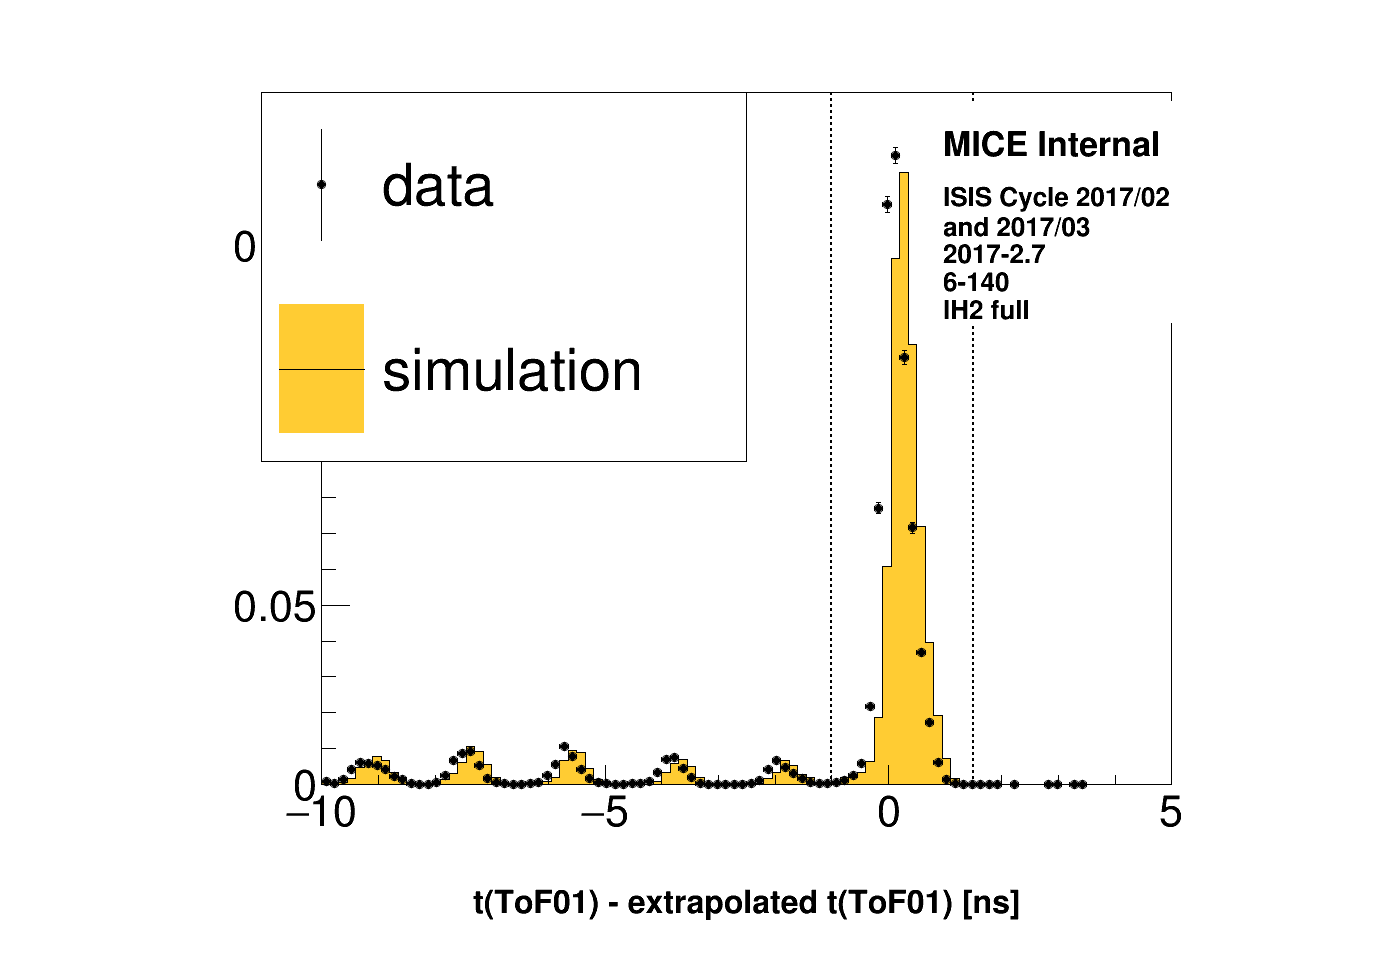 data
simulation
MICE Internal
ISIS Cycle 2017/02
and 2017/03
2017-2.7
6-140
lH2 full
0
0.05
0
−10
−5
0
5
t(ToF01) - extrapolated t(ToF01) [ns]